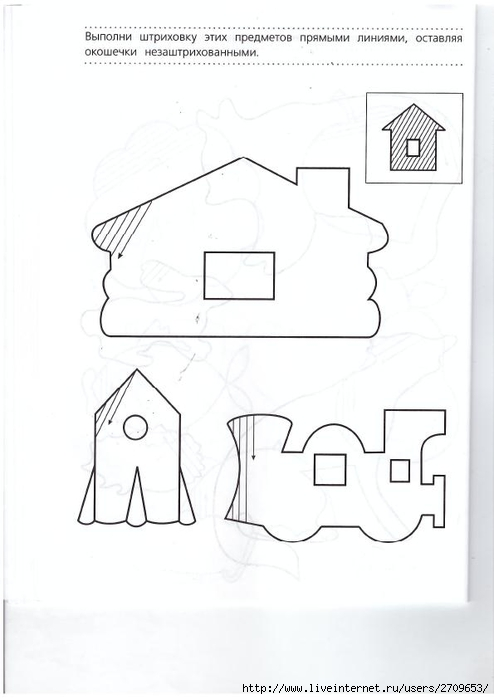 Выполни штриховку этих предметов прямыми линиями, оставляя
окошечки незаштрихованными.
http://www.liveinternet.ru/users/2709653/